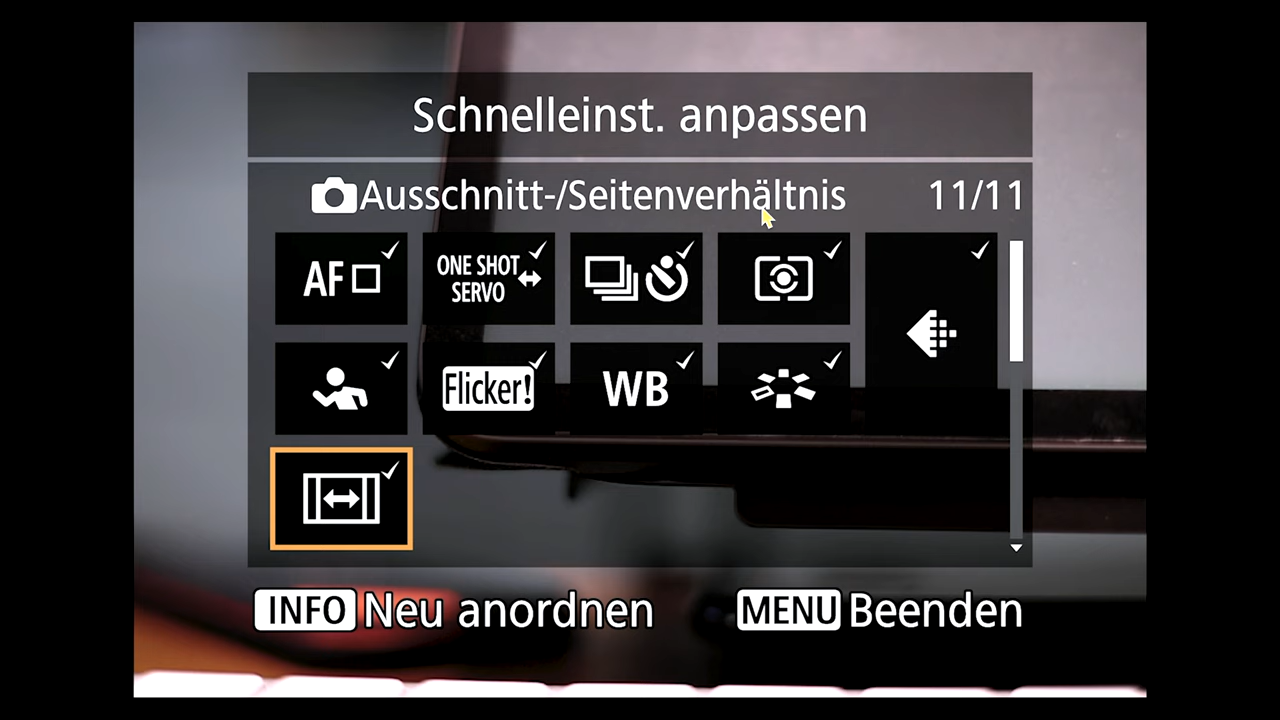 Schnelleinst. anpassen
Ausschnitt-/Seitenverhältnis 11/11
AF
ONE SHOT
SERVO
Flicker!
WB
INFO Neu anordnen MENU Beenden